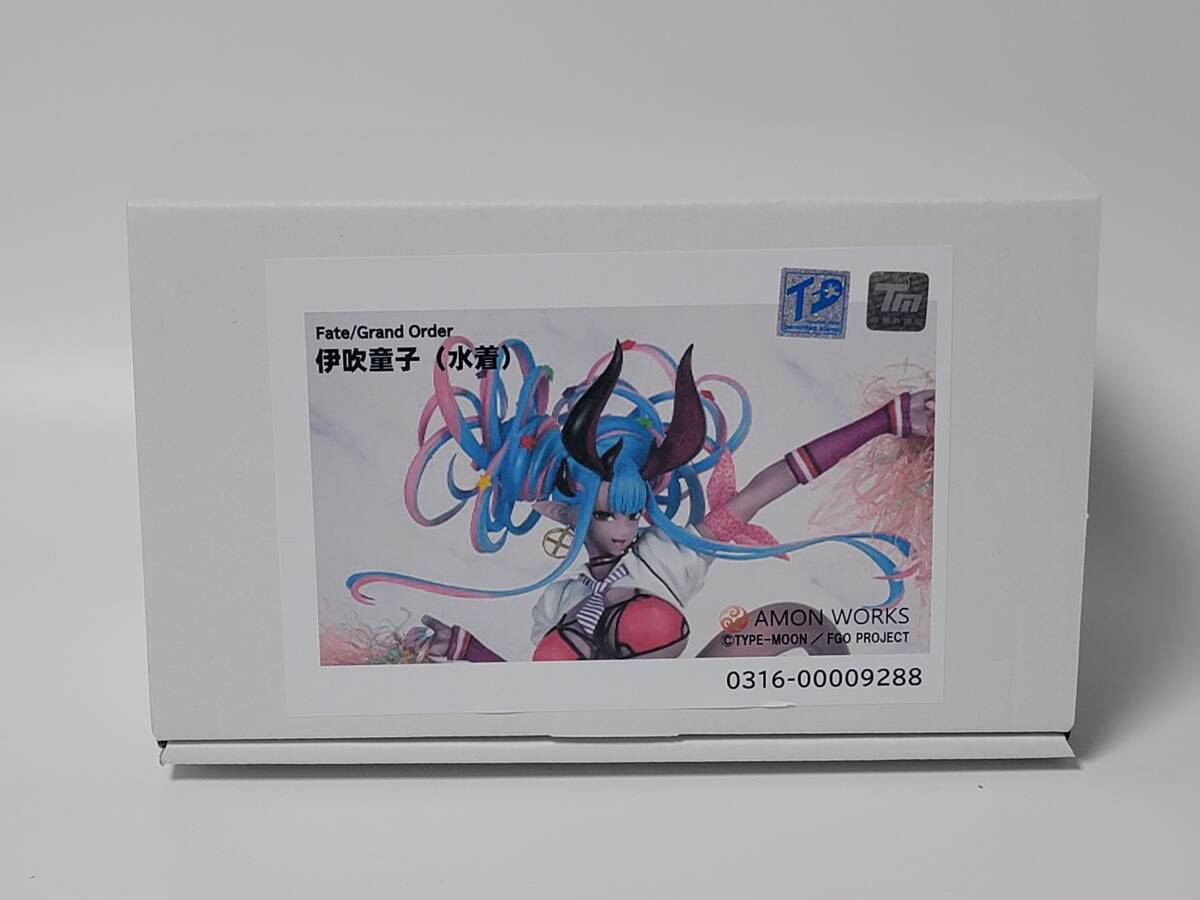 Fate/Grand Order
伊吹童子（水着）
AMON WORKS
©TYPE-MOON／FGO PROJECT
0316-00009288